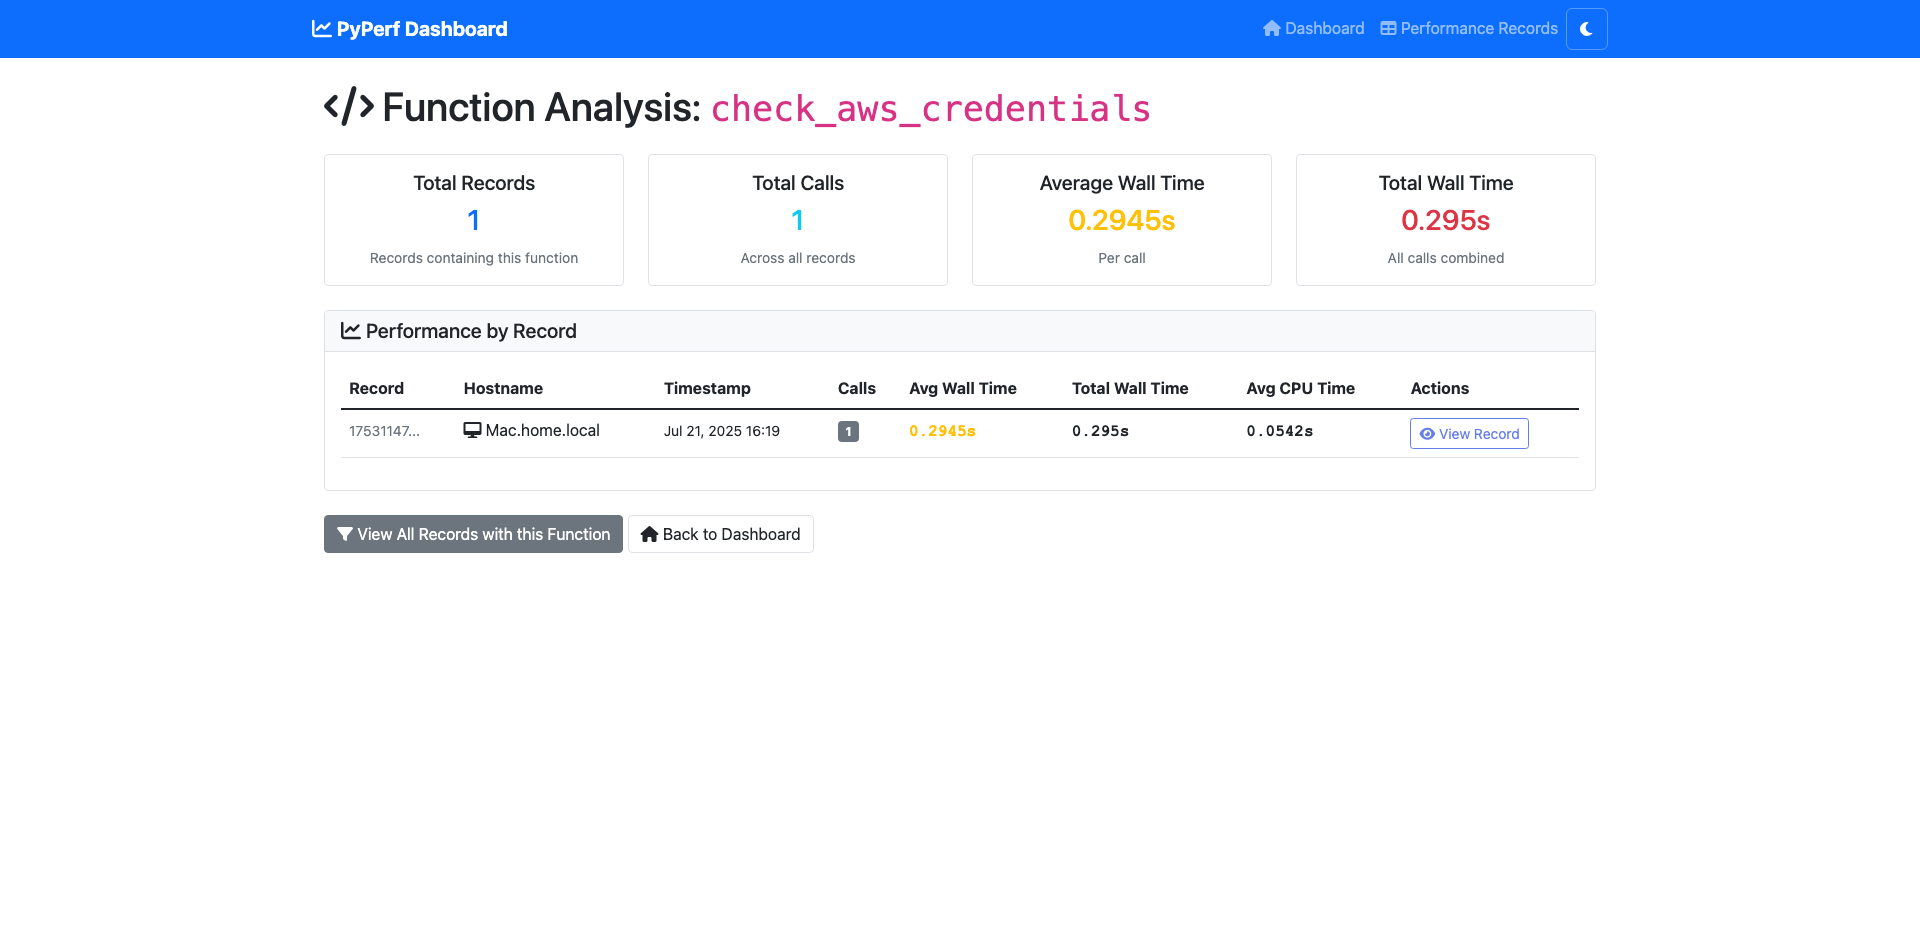 PyPerf Dashboard
Dashboard
Performance Records
Function Analysis: check_aws_credentials
Total Records
1
Records containing this function
Total Calls
1
Across all records
Average Wall Time
0.2945s
Per call
Total Wall Time
0.295s
All calls combined
Performance by Record
Record Hostname Timestamp Calls Avg Wall Time Total Wall Time Avg CPU Time Actions
17531147... Mac.home.local Jul 21, 2025 16:19 1 0.2945s 0.295s 0.0542s View Record
View All Records with this Function
Back to Dashboard